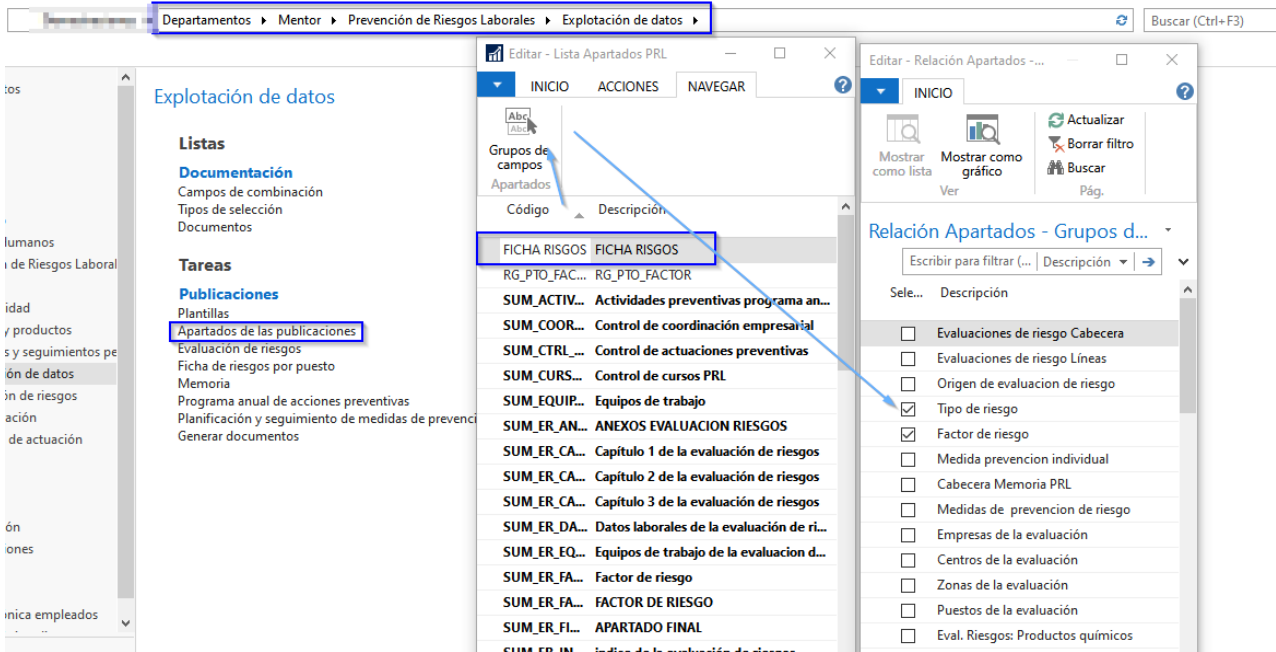 Departamentos ▸ Mentor ▸ Prevención de Riesgos Laborales ▸ Explotación de datos ▸
Buscar (Ctrl+F3)
tos
Humanos
de Riesgos Laboral
idad
y productos
s y seguimientos pe
ón de datos
ón de riesgos
ación
de actuación
ón
iones
ónica empleados
Explotación de datos
Listas
Documentación
Campos de combinación
Tipos de selección
Documentos
Tareas
Publicaciones
Plantillas
Apartados de las publicaciones
Evaluación de riesgos
Ficha de riesgos por puesto
Memoria
Programa anual de acciones preventivas
Planificación y seguimiento de medidas de prevenci
Generar documentos
Editar - Lista Apartados PRL
INICIO ACCIONES NAVEGAR
Abc
Abc
Grupos de
campos
Apartados
Código Descripción
FICHA RISGOS FICHA RISGOS
RG_PTO_FAC... RG_PTO_FACTOR
SUM_ACTIV... Actividades preventivas programa an...
SUM_COOR... Control de coordinación empresarial
SUM_CTRL_... Control de actuaciones preventivas
SUM_CURS... Control de cursos PRL
SUM_EQUIP... Equipos de trabajo
SUM_ER_AN... ANEXOS EVALUACION RIESGOS
SUM_ER_CA... Capítulo 1 de la evaluación de riesgos
SUM_ER_CA... Capítulo 2 de la evaluación de riesgos
SUM_ER_CA... Capítulo 3 de la evaluación de riesgos
SUM_ER_DA... Datos laborales de la evaluación de ri...
SUM_ER_EQ... Equipos de trabajo de la evaluacion d...
SUM_ER_FA... Factor de riesgo
SUM_ER_FA... FACTOR DE RIESGO
SUM_ER_FI... APARTADO FINAL
SUM_ER_IN... indice de la evaluación de riesgos
Editar - Relación Apartados -...
INICIO
Mostrar
como lista
Mostrar como
gráfico
Ver
Actualizar
Borrar filtro
Buscar
Pág.
Relación Apartados - Grupos d...
Escribir para filtrar (... Descripción
Sele... Descripción
Evaluaciones de riesgo Cabecera
Evaluaciones de riesgo Líneas
Origen de evaluacion de riesgo
Tipo de riesgo
Factor de riesgo
Medida prevencion individual
Cabecera Memoria PRL
Medidas de prevencion de riesgo
Empresas de la evaluación
Centros de la evaluación
Zonas de la evaluación
Puestos de la evaluación
Eval. Riesgos: Productos químicos